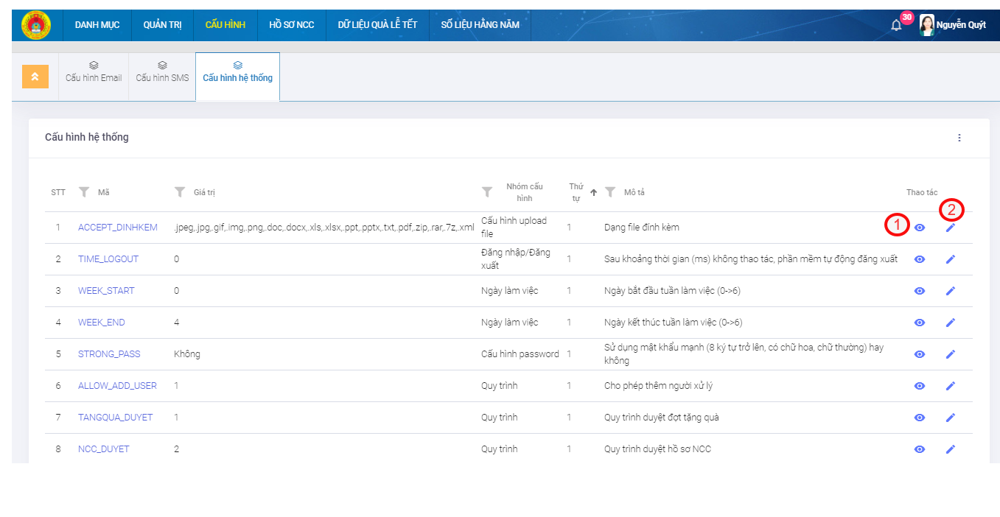 DANH MỤC QUẢN TRỊ CẤU HÌNH HỒ SƠ NCC DỮ LIỆU QUÀ LỄ TẾT SỐ LIỆU HẰNG NĂM 30 Nguyễn Quýt
Cấu hình Email Cấu hình SMS Cấu hình hệ thống
Cấu hình hệ thống
STT Mã Giá trị Nhóm cấu hình Thứ tự Mô tả Thao tác
1 2
1 ACCEPT_DINHKEM .jpeg,.jpg,.gif,.img,.png,.doc,.docx,.xls,.xlsx,.ppt,.pptx,.txt,.pdf,.zip,.rar,.7z,.xml Cấu hình upload file 1 Dạng file đính kèm
2 TIME_LOGOUT 0 Đăng nhập/Đăng xuất 1 Sau khoảng thời gian (ms) không thao tác, phần mềm tự động đăng xuất
3 WEEK_START 0 Ngày làm việc 1 Ngày bắt đầu tuần làm việc (0->6)
4 WEEK_END 4 Ngày làm việc 1 Ngày kết thúc tuần làm việc (0->6)
5 STRONG_PASS Không Cấu hình password 1 Sử dụng mật khẩu mạnh (8 ký tự trở lên, có chữ hoa, chữ thường) hay không
6 ALLOW_ADD_USER 1 Quy trình 1 Cho phép thêm người xử lý
7 TANGQUA_DUYET 1 Quy trình 1 Quy trình duyệt đợt tặng quà
8 NCC_DUYET 2 Quy trình 1 Quy trình duyệt hồ sơ NCC